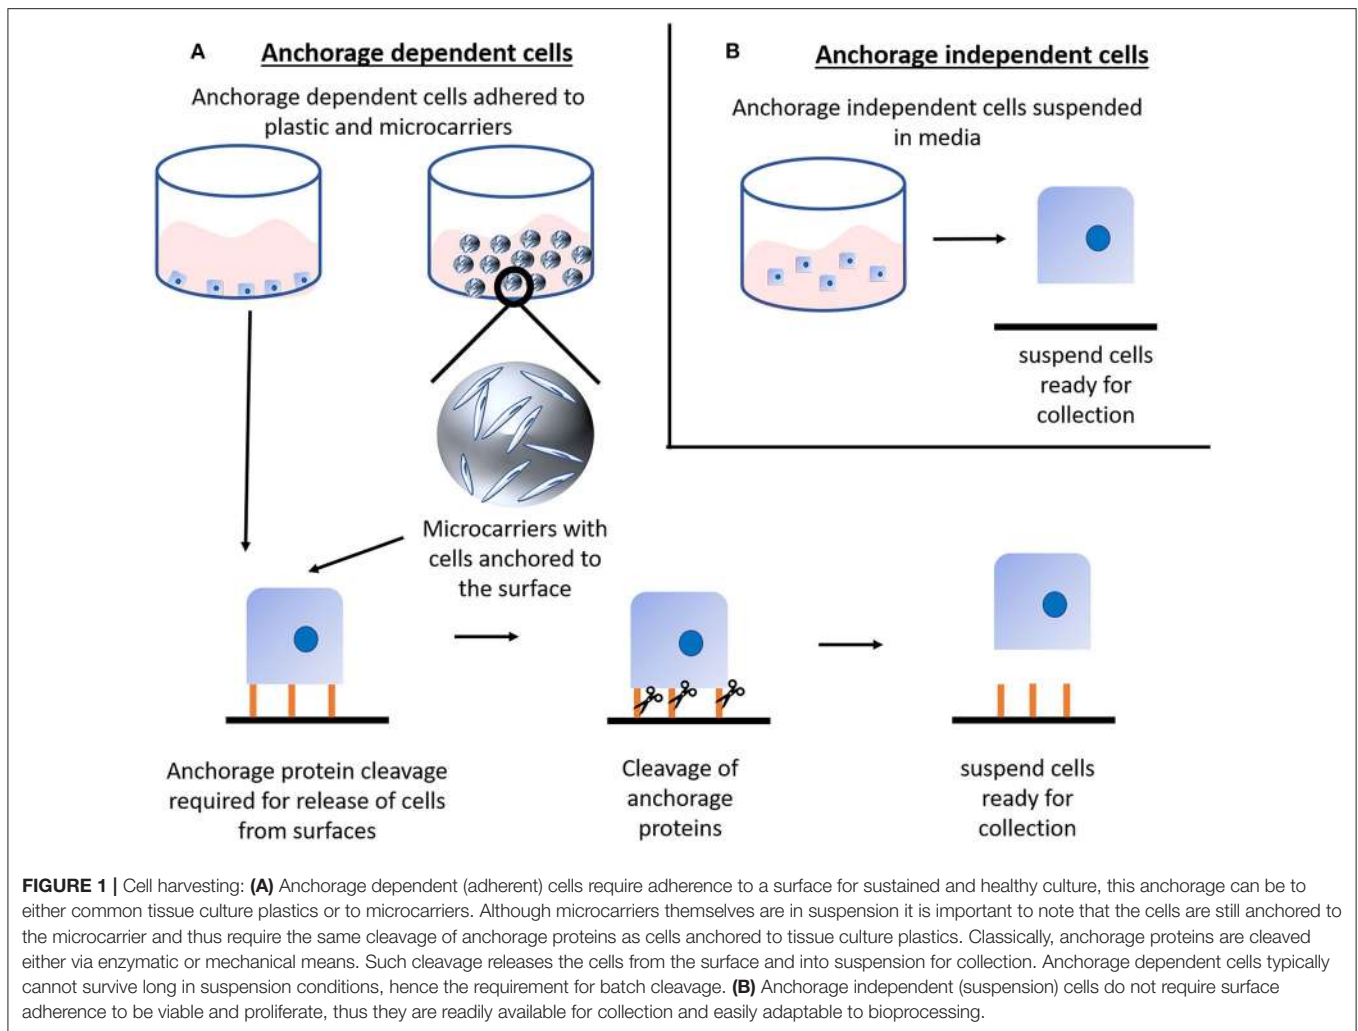 A Anchorage dependent cells
Anchorage dependent cells adhered to
plastic and microcarriers
B Anchorage independent cells
Anchorage independent cells suspended
in media
suspend cells
ready for
collection
Microcarriers with
cells anchored to
the surface
Anchorage protein cleavage
required for release of cells
from surfaces
Cleavage of
anchorage
proteins
suspend cells
ready for
collection
FIGURE 1 | Cell harvesting: (A) Anchorage dependent (adherent) cells require adherence to a surface for sustained and healthy culture, this anchorage can be to
either common tissue culture plastics or to microcarriers. Although microcarriers themselves are in suspension it is important to note that the cells are still anchored to
the microcarrier and thus require the same cleavage of anchorage proteins as cells anchored to tissue culture plastics. Classically, anchorage proteins are cleaved
either via enzymatic or mechanical means. Such cleavage releases the cells from the surface and into suspension for collection. Anchorage dependent cells typically
cannot survive long in suspension conditions, hence the requirement for batch cleavage. (B) Anchorage independent (suspension) cells do not require surface
adherence to be viable and proliferate, thus they are readily available for collection and easily adaptable to bioprocessing.